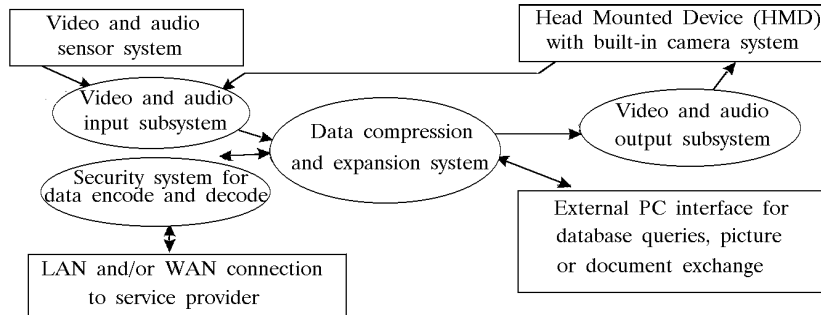 Video and audio
sensor system
Head Mounted Device (HMD)
with built-in camera system
Video and audio
input subsystem
Data compression
and expansion system
Video and audio
output subsystem
Security system for
data encode and decode
External PC interface for
database queries, picture
or document exchange
LAN and/or WAN connection
to service provider